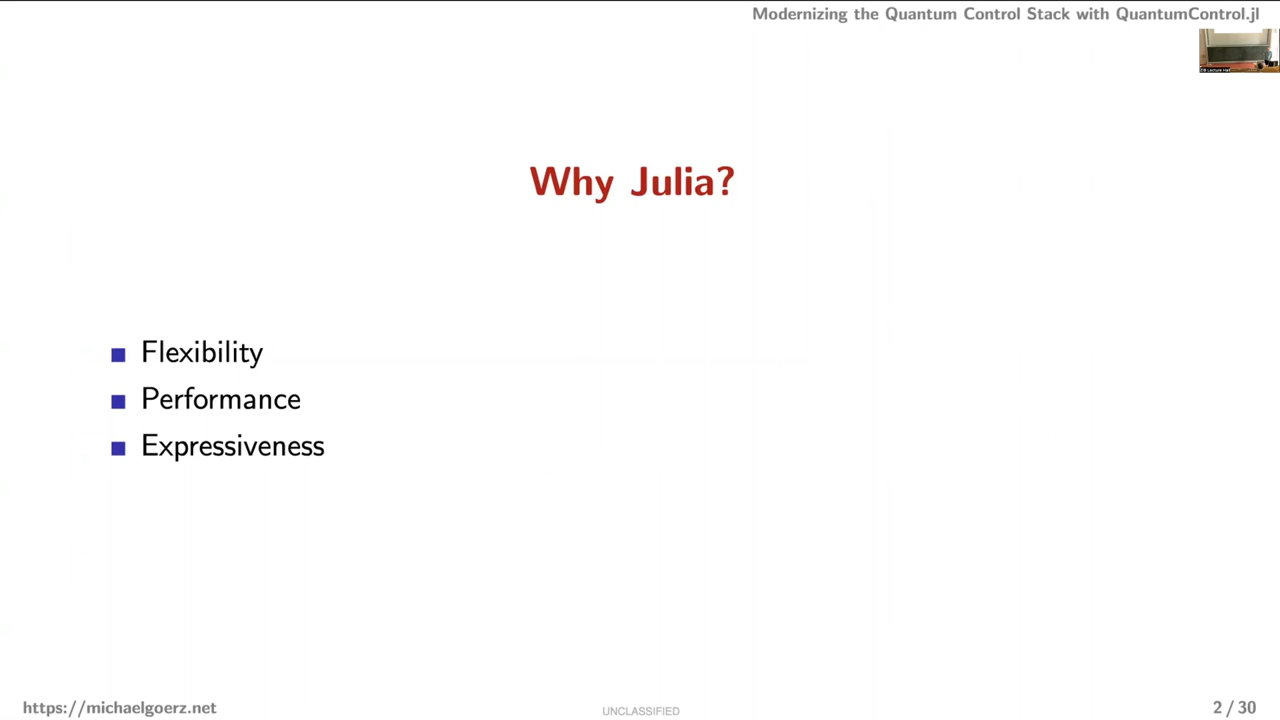 Modernizing the Quantum Control Stack with QuantumControl.jl
Why Julia?
Flexibility
Performance
Expressiveness
https://michaelgoerz.net
UNCLASSIFIED
2 / 30